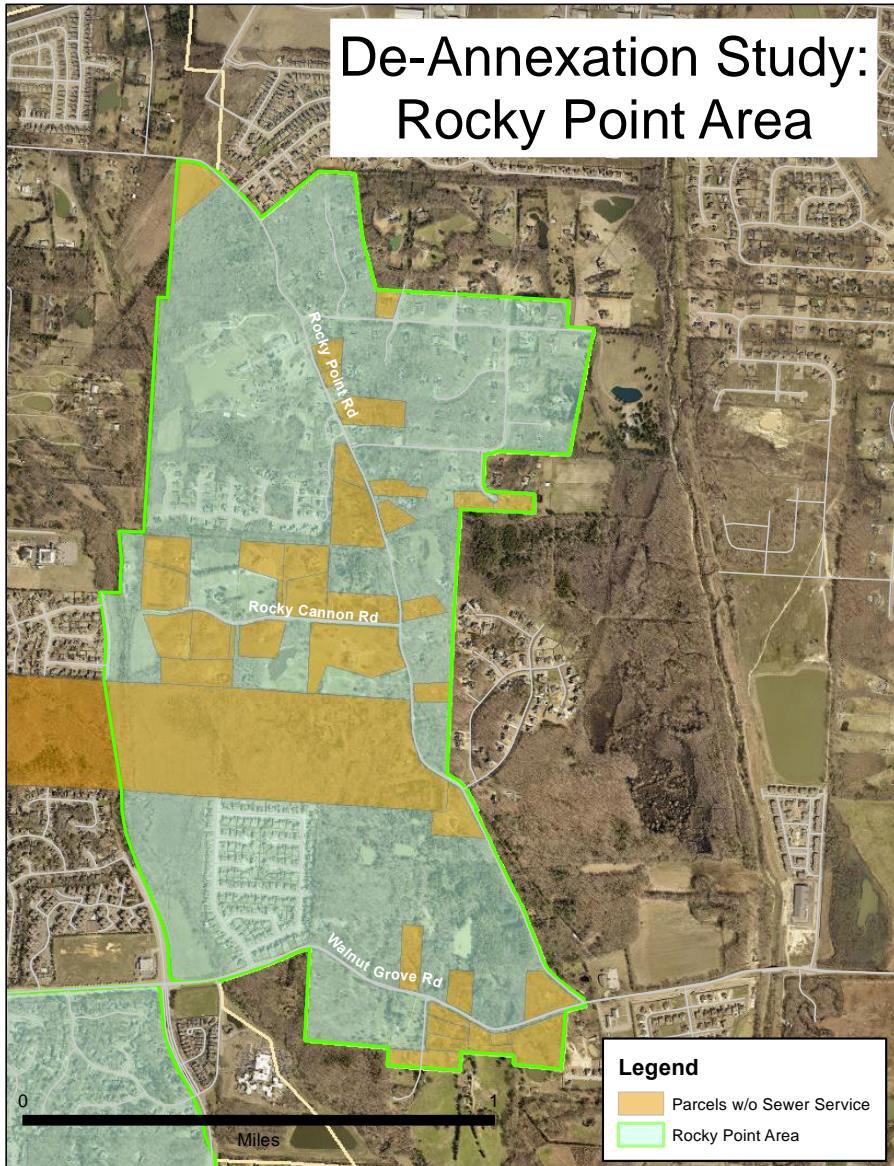 De-Annexation Study:
Rocky Point Area
Rocky Point Rd
Rocky Cannon Rd
Walnut Grove Rd
0 1
Miles
Legend
Parcels w/o Sewer Service
Rocky Point Area